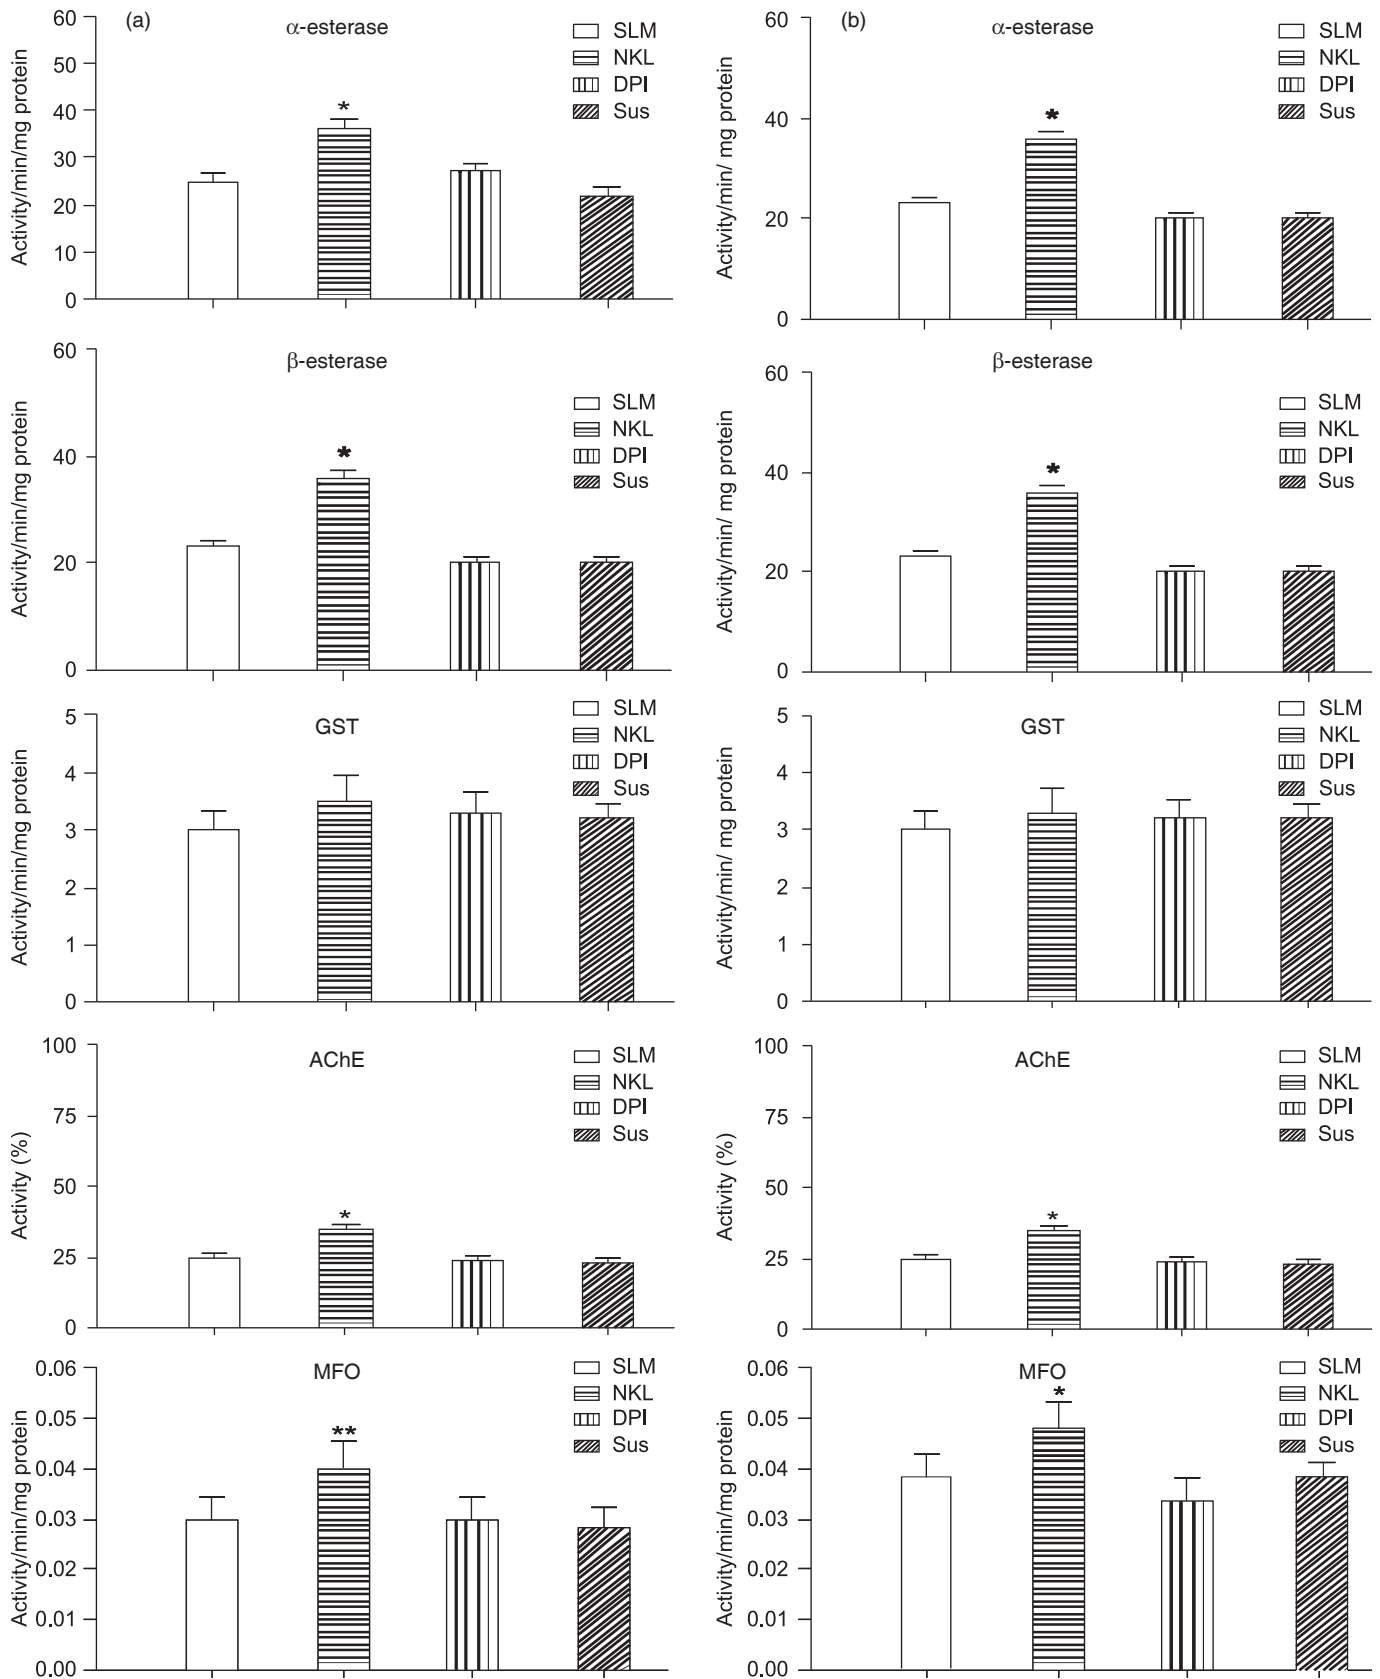 (a)
α-esterase
SLM
NKL
DPI
Sus
*
Activity/min/mg protein
60
50
40
30
20
10
0
(b)
α-esterase
SLM
NKL
DPI
Sus
*
Activity/min/ mg protein
60
40
20
0
β-esterase
SLM
NKL
DPI
Sus
*
Activity/min/mg protein
60
40
20
0
β-esterase
SLM
NKL
DPI
Sus
*
Activity/min/ mg protein
60
40
20
0
GST
SLM
NKL
DPI
Sus
Activity/min/mg protein
5
4
3
2
1
0
GST
SLM
NKL
DPI
Sus
Activity/min/ mg protein
5
4
3
2
1
0
AChE
SLM
NKL
DPI
Sus
*
Activity (%)
100
75
50
25
0
AChE
SLM
NKL
DPI
Sus
*
Activity (%)
100
75
50
25
0
MFO
SLM
NKL
DPI
Sus
**
Activity/min/mg protein
0.06
0.05
0.04
0.03
0.02
0.01
0.00
MFO
SLM
NKL
DPI
Sus
*
Activity/min/mg protein
0.06
0.05
0.04
0.03
0.02
0.01
0.00